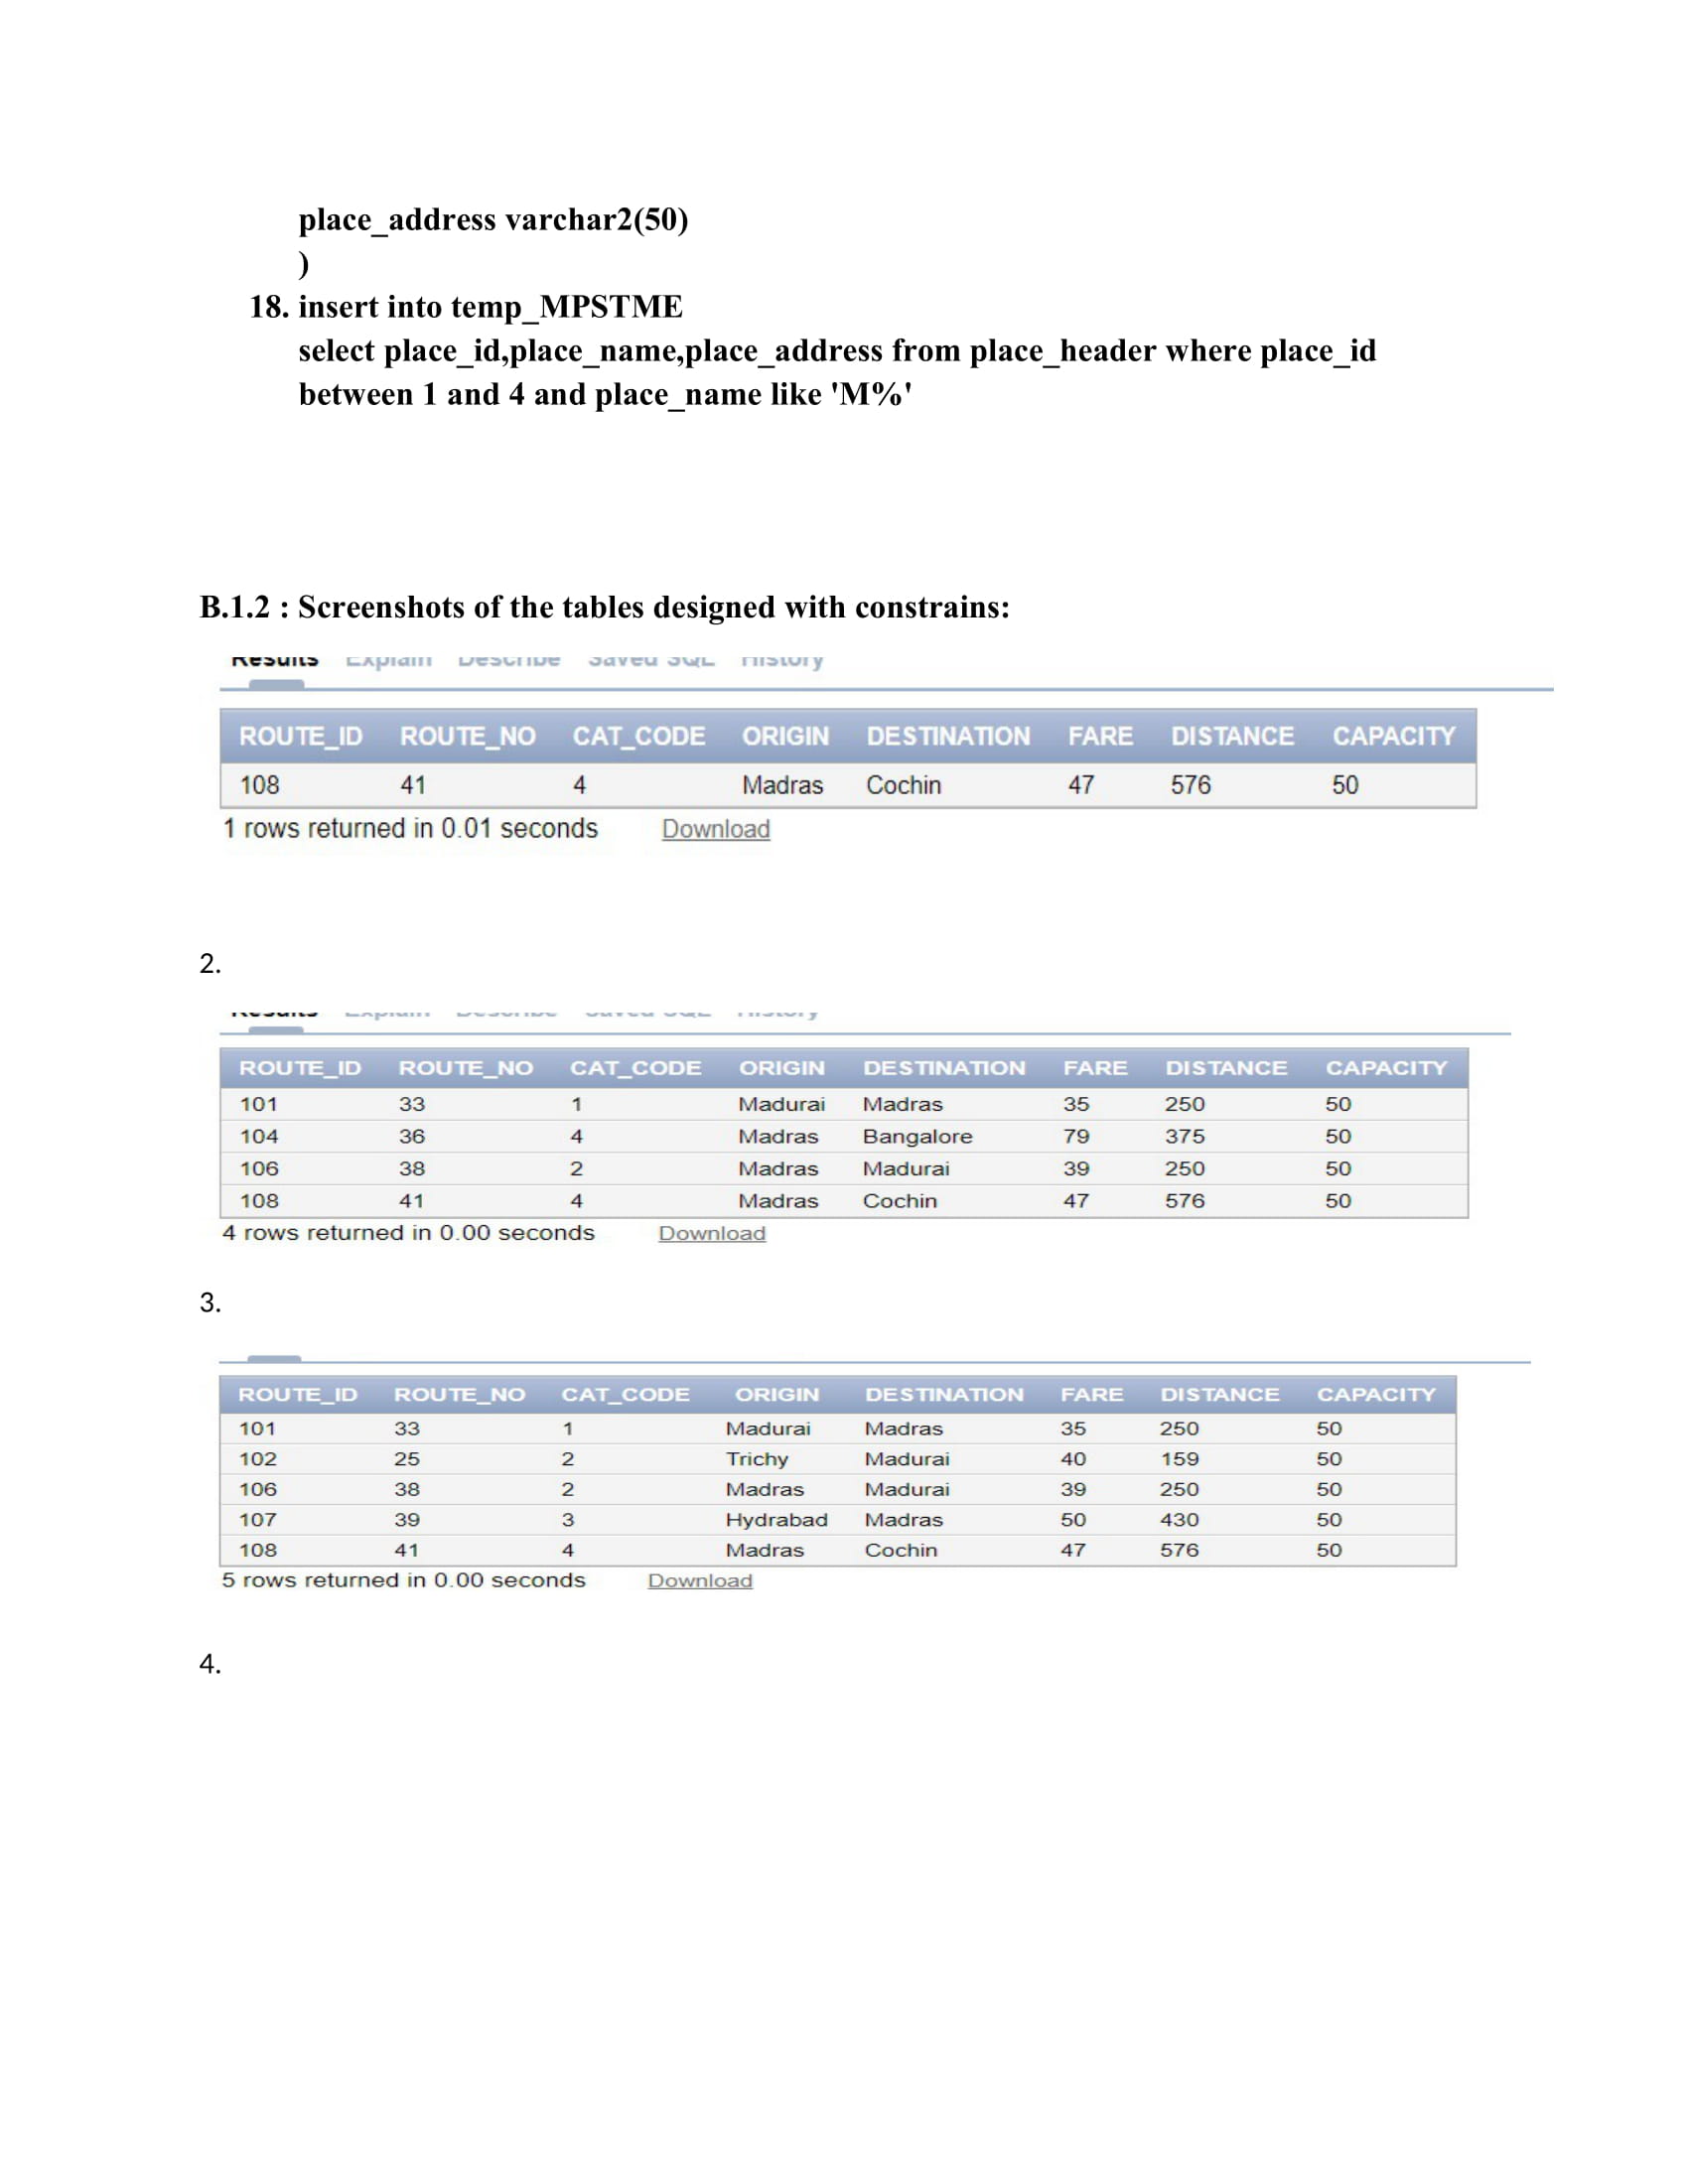 place_address varchar2(50)
)
18. insert into temp_MPSTME
select place_id,place_name,place_address from place_header where place_id
between 1 and 4 and place_name like 'M%'
B.1.2 : Screenshots of the tables designed with constrains:
Results Explain Describe Saved SQL History
ROUTE_ID ROUTE_NO CAT_CODE ORIGIN DESTINATION FARE DISTANCE CAPACITY
108 41 4 Madras Cochin 47 576 50
1 rows returned in 0.01 seconds Download
2.
Results Explain Describe Saved SQL History
ROUTE_ID ROUTE_NO CAT_CODE ORIGIN DESTINATION FARE DISTANCE CAPACITY
101 33 1 Madurai Madras 35 250 50
104 36 4 Madras Bangalore 79 375 50
106 38 2 Madras Madurai 39 250 50
108 41 4 Madras Cochin 47 576 50
4 rows returned in 0.00 seconds Download
3.
ROUTE_ID ROUTE_NO CAT_CODE ORIGIN DESTINATION FARE DISTANCE CAPACITY
101 33 1 Madurai Madras 35 250 50
102 25 2 Trichy Madurai 40 159 50
106 38 2 Madras Madurai 39 250 50
107 39 3 Hydrabad Madras 50 430 50
108 41 4 Madras Cochin 47 576 50
5 rows returned in 0.00 seconds Download
4.